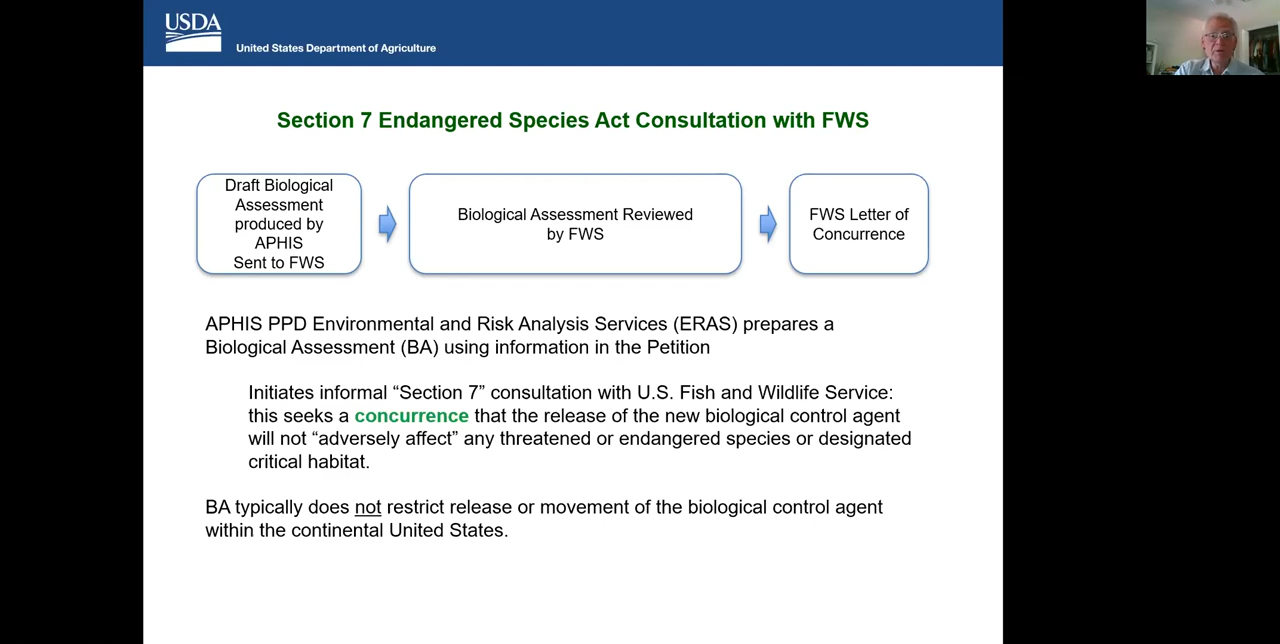 USDA
United States Department of Agriculture
Section 7 Endangered Species Act Consultation with FWS
Draft Biological
Assessment
produced by
APHIS
Sent to FWS
Biological Assessment Reviewed
by FWS
FWS Letter of
Concurrence
APHIS PPD Environmental and Risk Analysis Services (ERAS) prepares a
Biological Assessment (BA) using information in the Petition
Initiates informal “Section 7” consultation with U.S. Fish and Wildlife Service:
this seeks a concurrence that the release of the new biological control agent
will not “adversely affect” any threatened or endangered species or designated
critical habitat.
BA typically does not restrict release or movement of the biological control agent
within the continental United States.